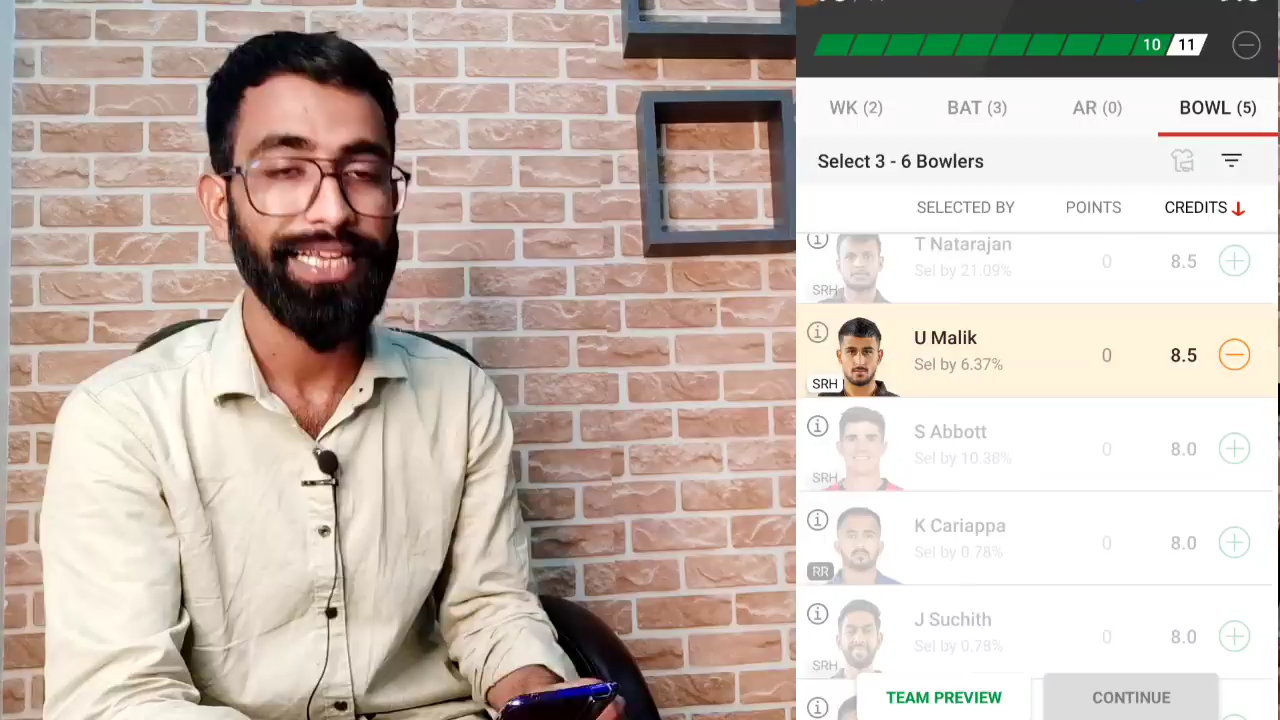 10 11
WK (2) BAT (3) AR (0) BOWL (5)
Select 3 - 6 Bowlers
SELECTED BY POINTS CREDITS
T Natarajan
Sel by 21.09% 0 8.5
SRH
U Malik
Sel by 6.37% 0 8.5
SRH
S Abbott
Sel by 10.38% 0 8.0
SRH
K Cariappa
Sel by 0.78% 0 8.0
RR
J Suchith
Sel by 0.78% 0 8.0
SRH
TEAM PREVIEW CONTINUE